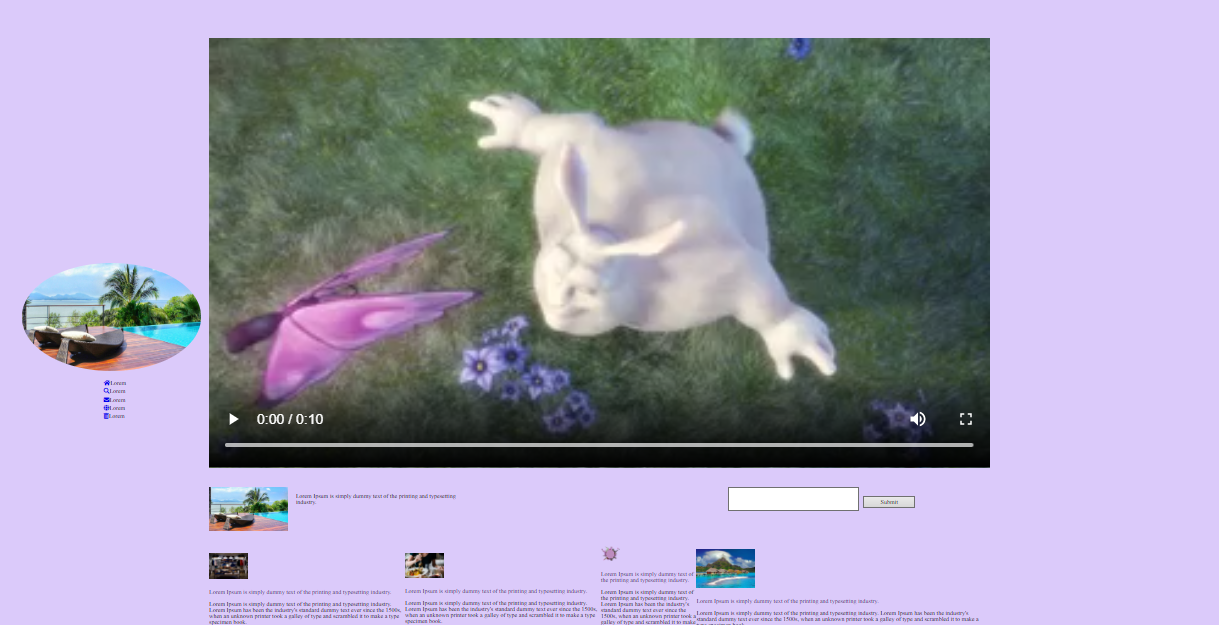 0:00 / 0:10
Lorem
Lorem
Lorem
Lorem
Lorem
Lorem Ipsum is simply dummy text of the printing and typesetting
industry.
Submit
Lorem Ipsum is simply dummy text of the printing and typesetting industry.
Lorem Ipsum is simply dummy text of the printing and typesetting industry.
Lorem Ipsum has been the industry's standard dummy text ever since the 1500s,
when an unknown printer took a galley of type and scrambled it to make a type
specimen book.
Lorem Ipsum is simply dummy text of the printing and typesetting industry.
Lorem Ipsum is simply dummy text of the printing and typesetting industry.
Lorem Ipsum has been the industry's standard dummy text ever since the 1500s,
when an unknown printer took a galley of type and scrambled it to make a type
specimen book.
Lorem Ipsum is simply dummy text of
the printing and typesetting industry.
Lorem Ipsum is simply dummy text of
the printing and typesetting industry.
Lorem Ipsum has been the industry's
standard dummy text ever since the
1500s, when an unknown printer took a
galley of type and scrambled it to make
Lorem Ipsum is simply dummy text of the printing and typesetting industry.
Lorem Ipsum is simply dummy text of the printing and typesetting industry. Lorem Ipsum has been the industry's
standard dummy text ever since the 1500s, when an unknown printer took a galley of type and scrambled it to make a